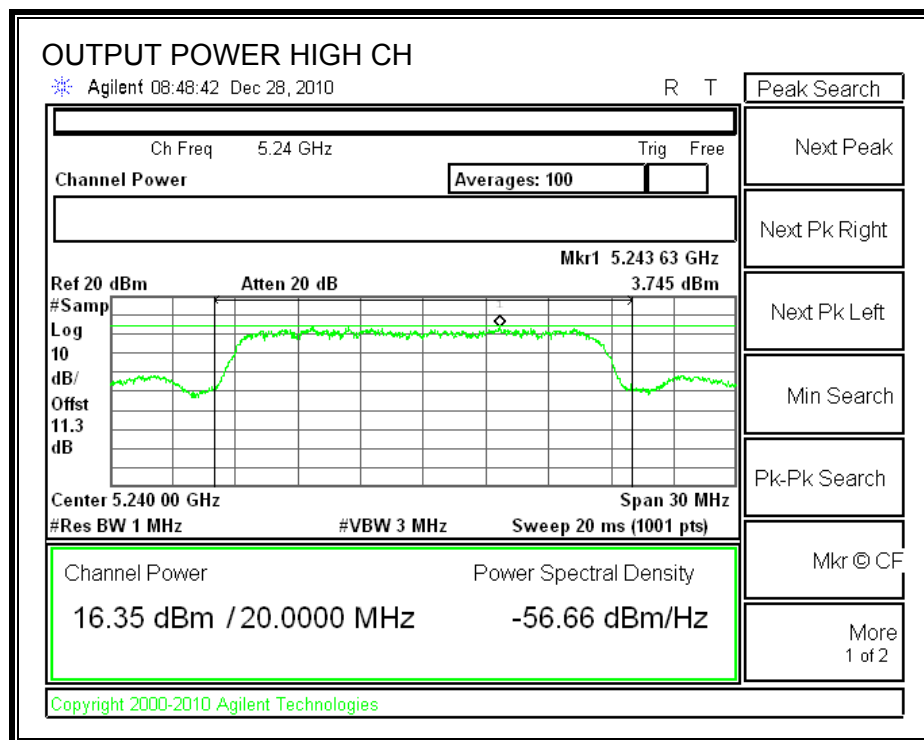 OUTPUT POWER HIGH CH
Agilent 08:48:42 Dec 28, 2010 R T
Peak Search
Ch Freq 5.24 GHz Trig Free
Channel Power Averages: 100
Next Peak
Next Pk Right
Mkr1 5.243 63 GHz
Ref 20 dBm Atten 20 dB 3.745 dBm
#Samp
Log
10
dB/
Offst
11.3
dB
1
Next Pk Left
Min Search
Pk-Pk Search
Center 5.240 00 GHz Span 30 MHz
#Res BW 1 MHz #VBW 3 MHz Sweep 20 ms (1001 pts)
Channel Power Power Spectral Density
16.35 dBm / 20.0000 MHz -56.66 dBm/Hz
Mkr © CF
More
1 of 2
Copyright 2000-2010 Agilent Technologies